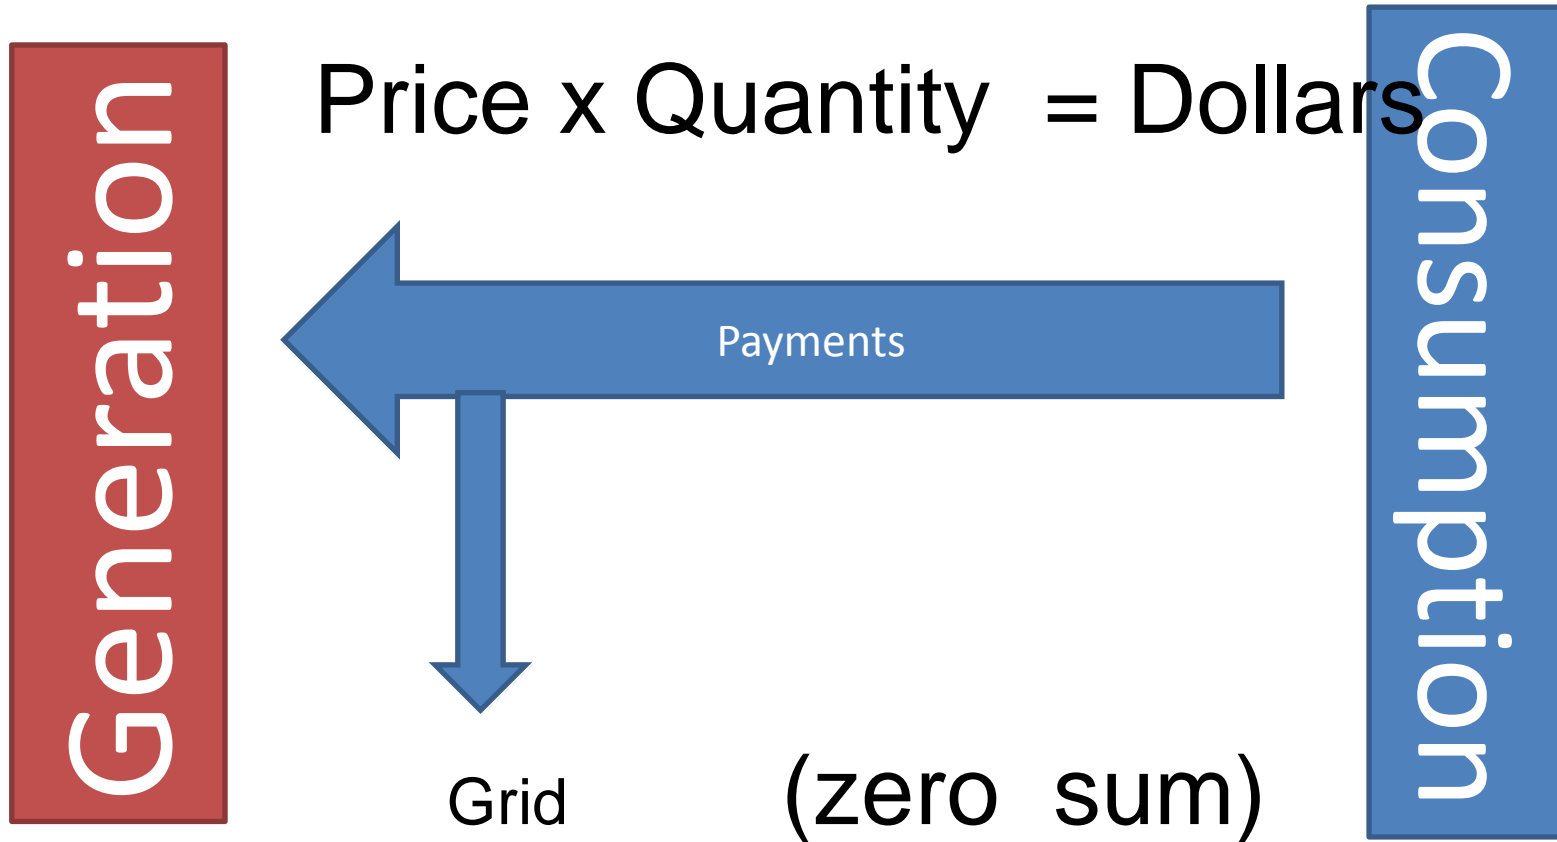 Generation
Price x Quantity = Dollars
Consumption
Payments
Grid
(zero sum)